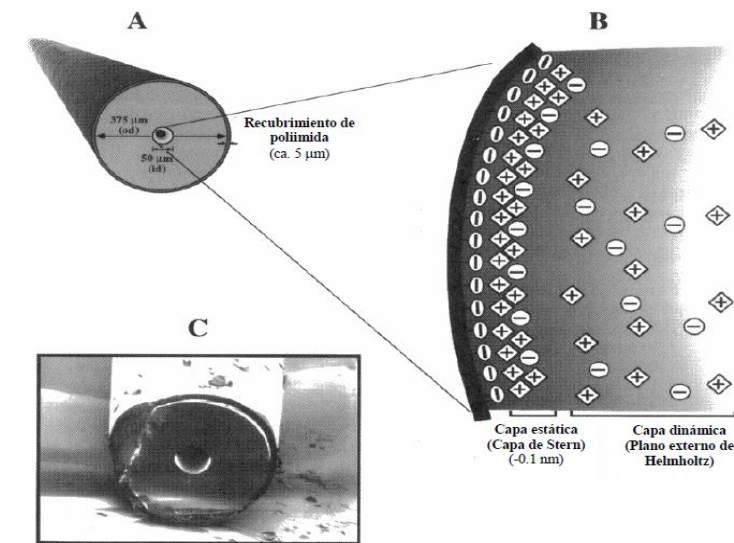 A
B
375 μm
(od)
50 μm
(id)
Recubrimiento de
poliimida
(ca. 5 μm)
C
Capa estática
(Capa de Stern)
(-0.1 nm)
Capa dinámica
(Plano externo de
Helmholtz)